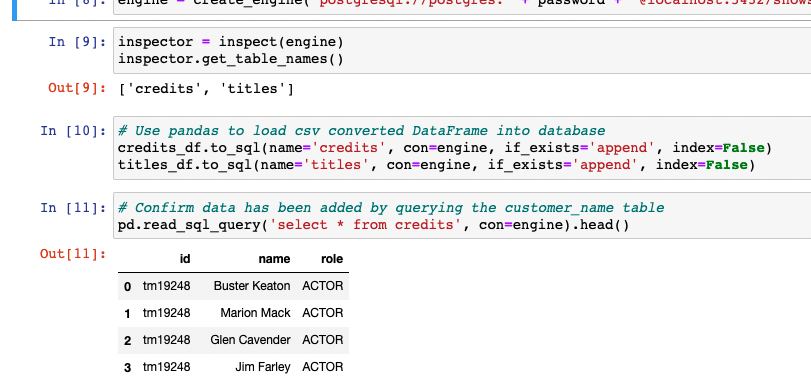 In [8]: engine = create_engine("postgresql://postgres:" + password + "@localhost:5432/shows
In [9]: inspector = inspect(engine)
inspector.get_table_names()
Out[9]: ['credits', 'titles']
In [10]: # Use pandas to load csv converted DataFrame into database
credits_df.to_sql(name='credits', con=engine, if_exists='append', index=False)
titles_df.to_sql(name='titles', con=engine, if_exists='append', index=False)
In [11]: # Confirm data has been added by querying the customer_name table
pd.read_sql_query('select * from credits', con=engine).head()
Out[11]:
id name role
0 tm19248 Buster Keaton ACTOR
1 tm19248 Marion Mack ACTOR
2 tm19248 Glen Cavender ACTOR
3 tm19248 Jim Farley ACTOR